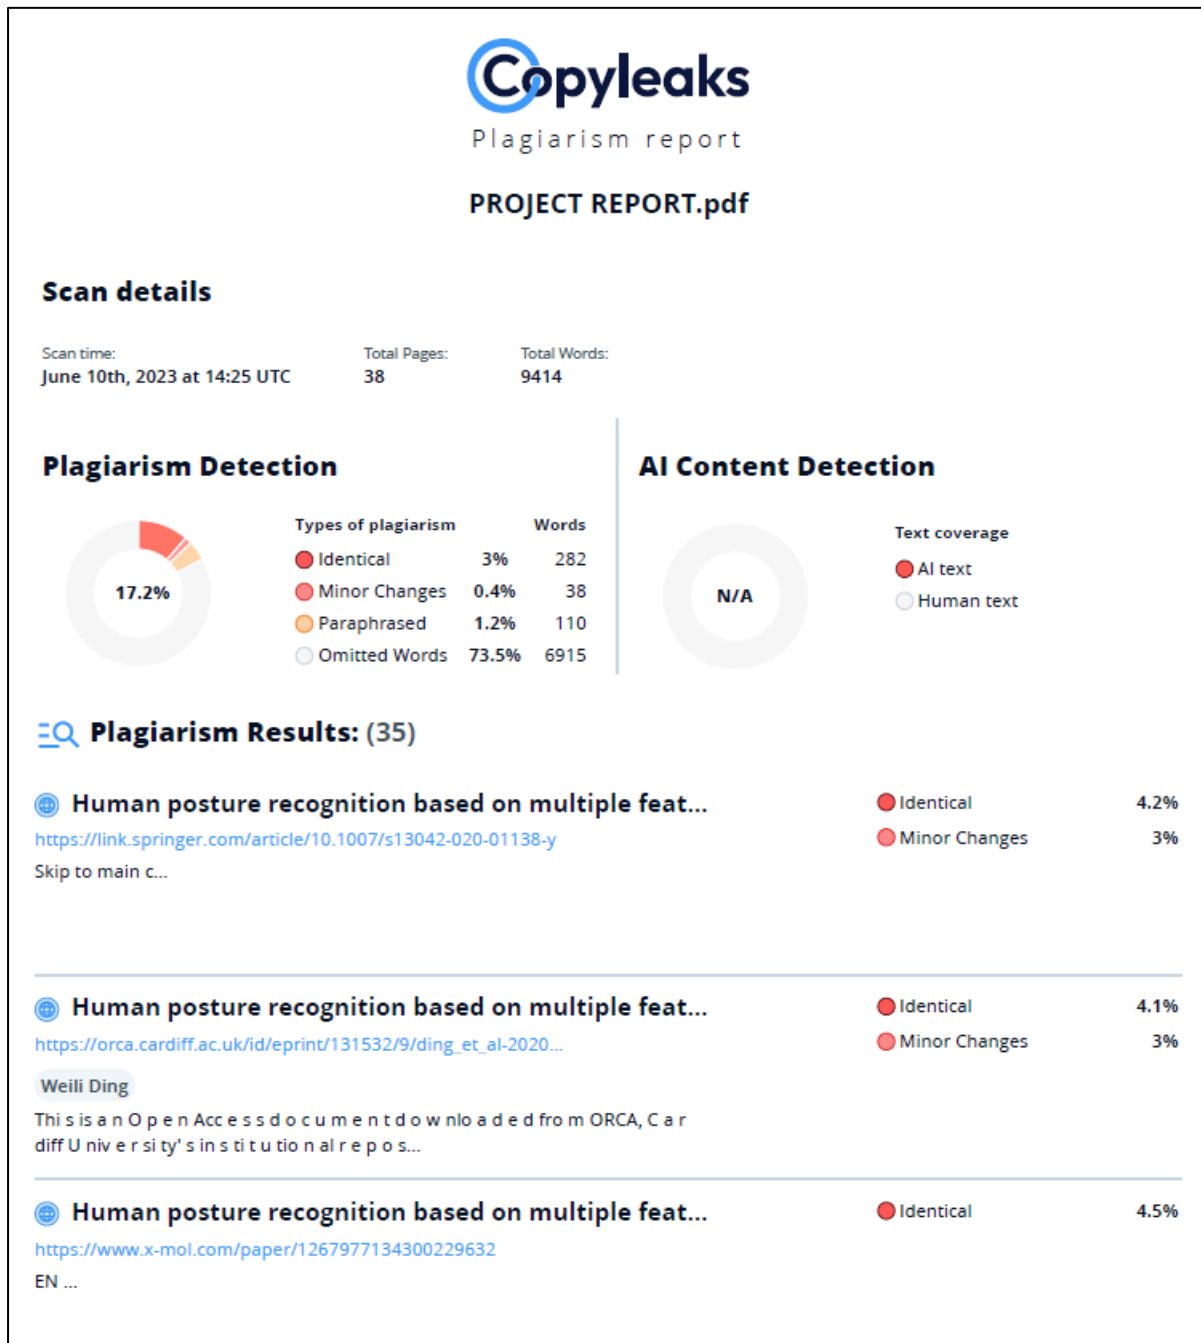 Copyleaks
Plagiarism report
PROJECT REPORT.pdf
Scan details
Scan time: Total Pages: Total Words:
June 10th, 2023 at 14:25 UTC 38 9414
Plagiarism Detection
17.2%
Types of plagiarism Words
Identical 3% 282
Minor Changes 0.4% 38
Paraphrased 1.2% 110
Omitted Words 73.5% 6915
AI Content Detection
N/A
Text coverage
AI text
Human text
Plagiarism Results: (35)
Human posture recognition based on multiple feat...
https://link.springer.com/article/10.1007/s13042-020-01138-y
Skip to main c...
Identical 4.2%
Minor Changes 3%
Human posture recognition based on multiple feat...
https://orca.cardiff.ac.uk/id/eprint/131532/9/ding_et_al-2020...
Weili Ding
Thi s is a n O p e n Acc e s s d o c u m e n t d o w nlo a d e d fro m ORCA, C a r
diff U niv e r si ty' s in s ti t u tio n al r e p o s...
Identical 4.1%
Minor Changes 3%
Human posture recognition based on multiple feat...
https://www.x-mol.com/paper/1267977134300229632
EN ...
Identical 4.5%